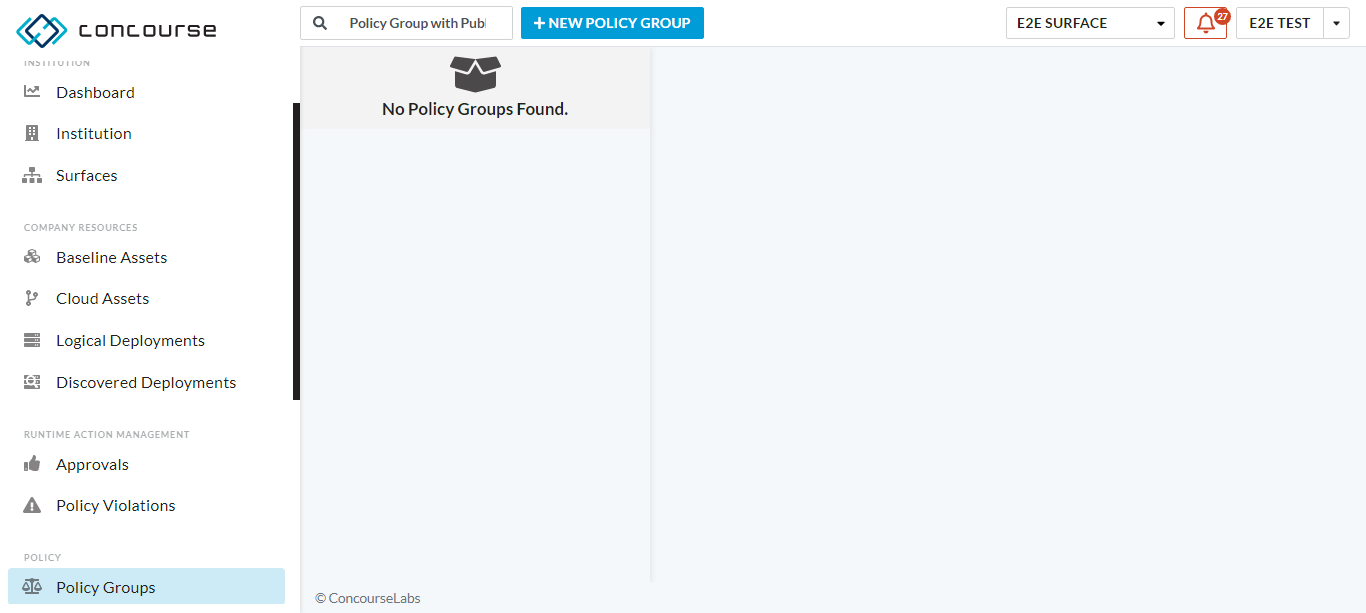 concourse
Policy Group with Publ
NEW POLICY GROUP
E2E SURFACE
27
E2E TEST
INSTITUTION
Dashboard
Institution
Surfaces
COMPANY RESOURCES
Baseline Assets
Cloud Assets
Logical Deployments
Discovered Deployments
RUNTIME ACTION MANAGEMENT
Approvals
Policy Violations
POLICY
Policy Groups
No Policy Groups Found.
© ConcourseLabs